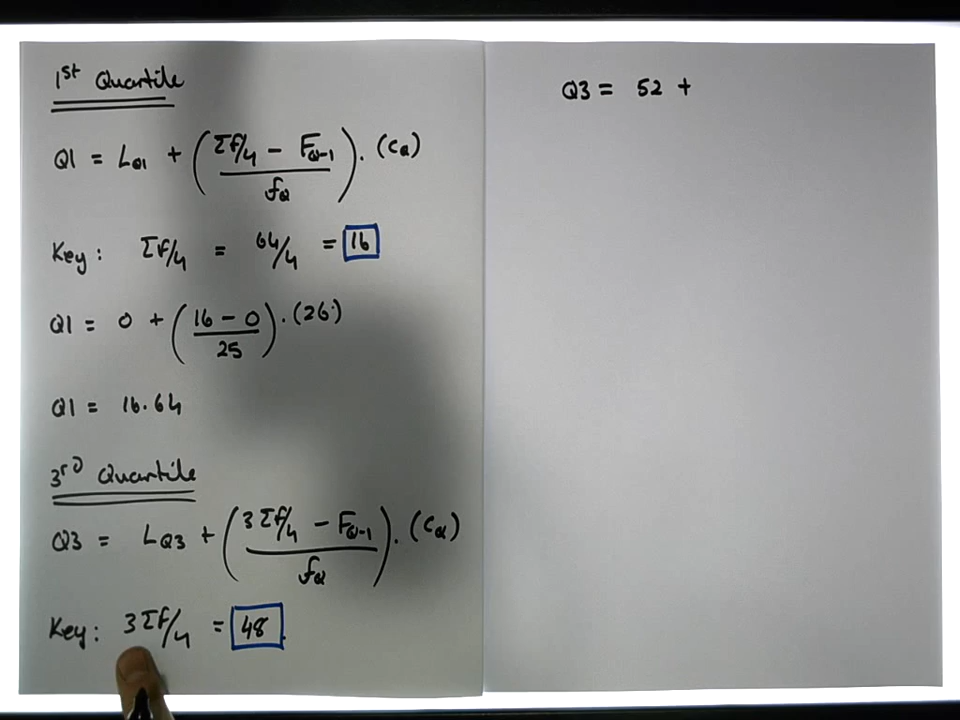 1st Quartile
Q1 = LQ1 + (Σf/4 - FQ-1 / fQ) . (CQ)
Key: Σf/4 = 64/4 = 16
Q1 = 0 + (16 - 0 / 25) . (26)
Q1 = 16.64
3rd Quartile
Q3 = LQ3 + (3Σf/4 - FQ-1 / fQ) . (CQ)
Key: 3Σf/4 = 48
Q3 = 52 +